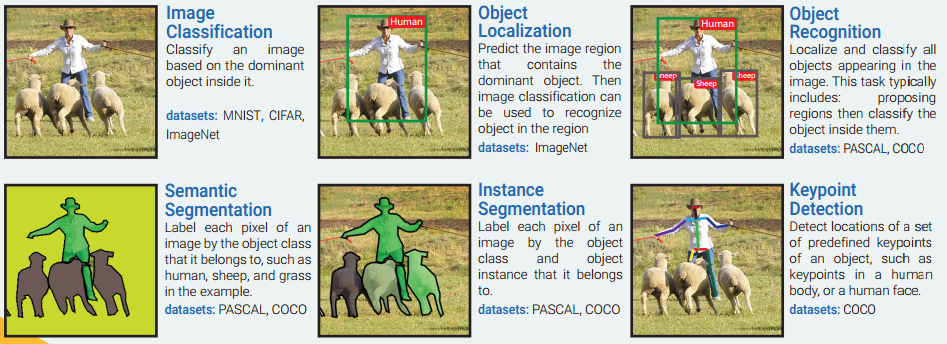 Image
Classification
Classify an image
based on the dominant
object inside it.
datasets: MNIST, CIFAR,
ImageNet
Human
Object
Localization
Predict the image region
that contains the
dominant object. Then
image classification can
be used to recognize
object in the region
datasets: ImageNet
Human
Sheep
Sheep
Sheep
Object
Recognition
Localize and classify all
objects appearing in the
image. This task typically
includes: proposing
regions then classify the
object inside them.
datasets: PASCAL, COCO
Semantic
Segmentation
Label each pixel of an
image by the object class
that it belongs to, such as
human, sheep, and grass
in the example.
datasets: PASCAL, COCO
Instance
Segmentation
Label each pixel of an
image by the object
class and object
instance that it belongs
to.
datasets: PASCAL, COCO
Keypoint
Detection
Detect locations of a set
of predefined keypoints
of an object, such as
keypoints in a human
body, or a human face.
datasets: COCO